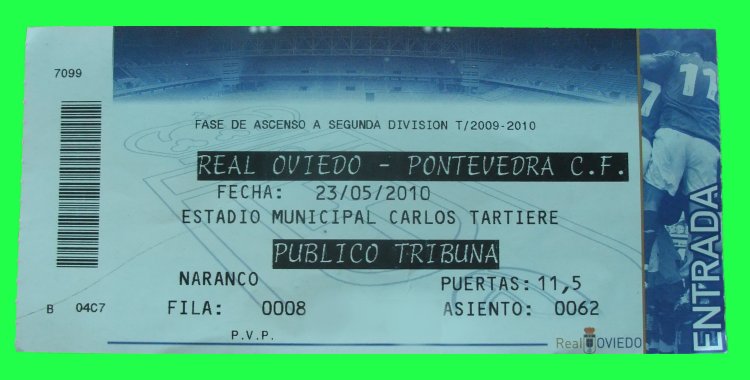 7099
FASE DE ASCENSO A SEGUNDA DIVISION T/2009-2010
REAL OVIEDO - PONTEVEDRA C.F.
FECHA: 23/05/2010
ESTADIO MUNICIPAL CARLOS TARTIERE
PUBLICO TRIBUNA
NARANCO PUERTAS: 11,5
B 04C7 FILA: 0008 ASIENTO: 0062
P.V.P.
Real OVIEDO
11
ENTRADA